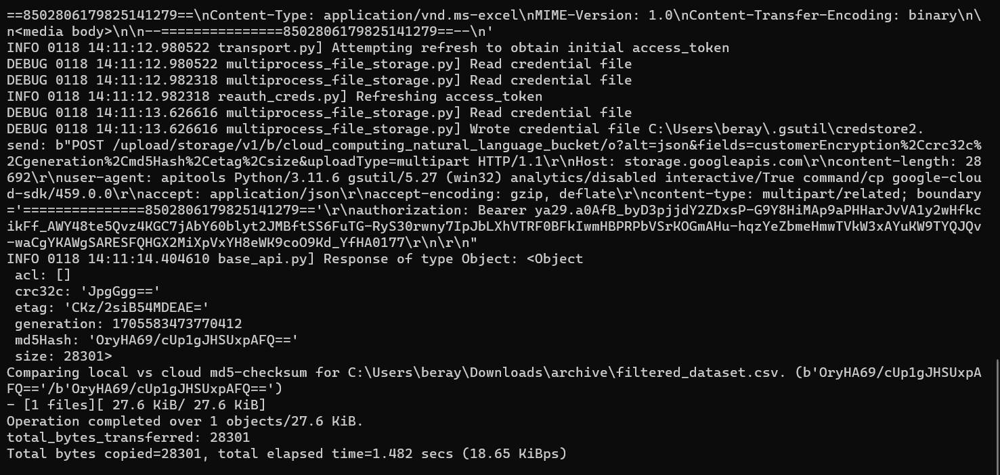 ==8502806179825141279==\nContent-Type: application/vnd.ms-excel\nMIME-Version: 1.0\nContent-Transfer-Encoding: binary\n\
n<media body>\n\n--===============8502806179825141279==--\n'
INFO 0118 14:11:12.980522 transport.py] Attempting refresh to obtain initial access_token
DEBUG 0118 14:11:12.980522 multiprocess_file_storage.py] Read credential file
DEBUG 0118 14:11:12.982318 multiprocess_file_storage.py] Read credential file
INFO 0118 14:11:12.982318 reauth_creds.py] Refreshing access_token
DEBUG 0118 14:11:13.626616 multiprocess_file_storage.py] Read credential file
DEBUG 0118 14:11:13.626616 multiprocess_file_storage.py] Wrote credential file C:\Users\beray\.gsutil\credstore2.
send: b"POST /upload/storage/v1/b/cloud_computing_natural_language_bucket/o?alt=json&fields=customerEncryption%2Ccrc32c%
2Cgeneration%2Cmd5Hash%2Cetag%2Csize&uploadType=multipart HTTP/1.1\r\nHost: storage.googleapis.com\r\ncontent-length: 28
692\r\nuser-agent: apitools Python/3.11.6 gsutil/5.27 (win32) analytics/disabled interactive/True command/cp google-clou
d-sdk/459.0.0\r\naccept: application/json\r\naccept-encoding: gzip, deflate\r\ncontent-type: multipart/related; boundary
='===============8502806179825141279=='\r\nauthorization: Bearer ya29.a0AfB_byD3pjjdY2ZDxsP-G9Y8HiMAp9aPHHarJvVA1y2wHfkc
ikFf_AWY48te5Qvz4KGC7jAbY60blyt2JMBftSS6FuTG-RyS30rwny7IpJbLXhVTRF0BFkIwmHBPRPbVSrKOGmAHu-hqzYeZbmeHmwTVkW3xAYuKW9TYQJQv
-waCgYKAWgSARESFQHGX2MiXpVxYH8eWK9coO9Kd_YfHA0177\r\n\r\n"
INFO 0118 14:11:14.404610 base_api.py] Response of type Object: <Object
acl: []
crc32c: 'JpgGgg=='
etag: 'CKz/2siB54MDEAE='
generation: 1705583473770412
md5Hash: 'OryHA69/cUp1gJHSUxpAFQ=='
size: 28301>
Comparing local vs cloud md5-checksum for C:\Users\beray\Downloads\archive\filtered_dataset.csv. (b'OryHA69/cUp1gJHSUxpA
FQ=='/b'OryHA69/cUp1gJHSUxpAFQ==')
- [1 files][ 27.6 KiB/ 27.6 KiB]
Operation completed over 1 objects/27.6 KiB.
total_bytes_transferred: 28301
Total bytes copied=28301, total elapsed time=1.482 secs (18.65 KiBps)